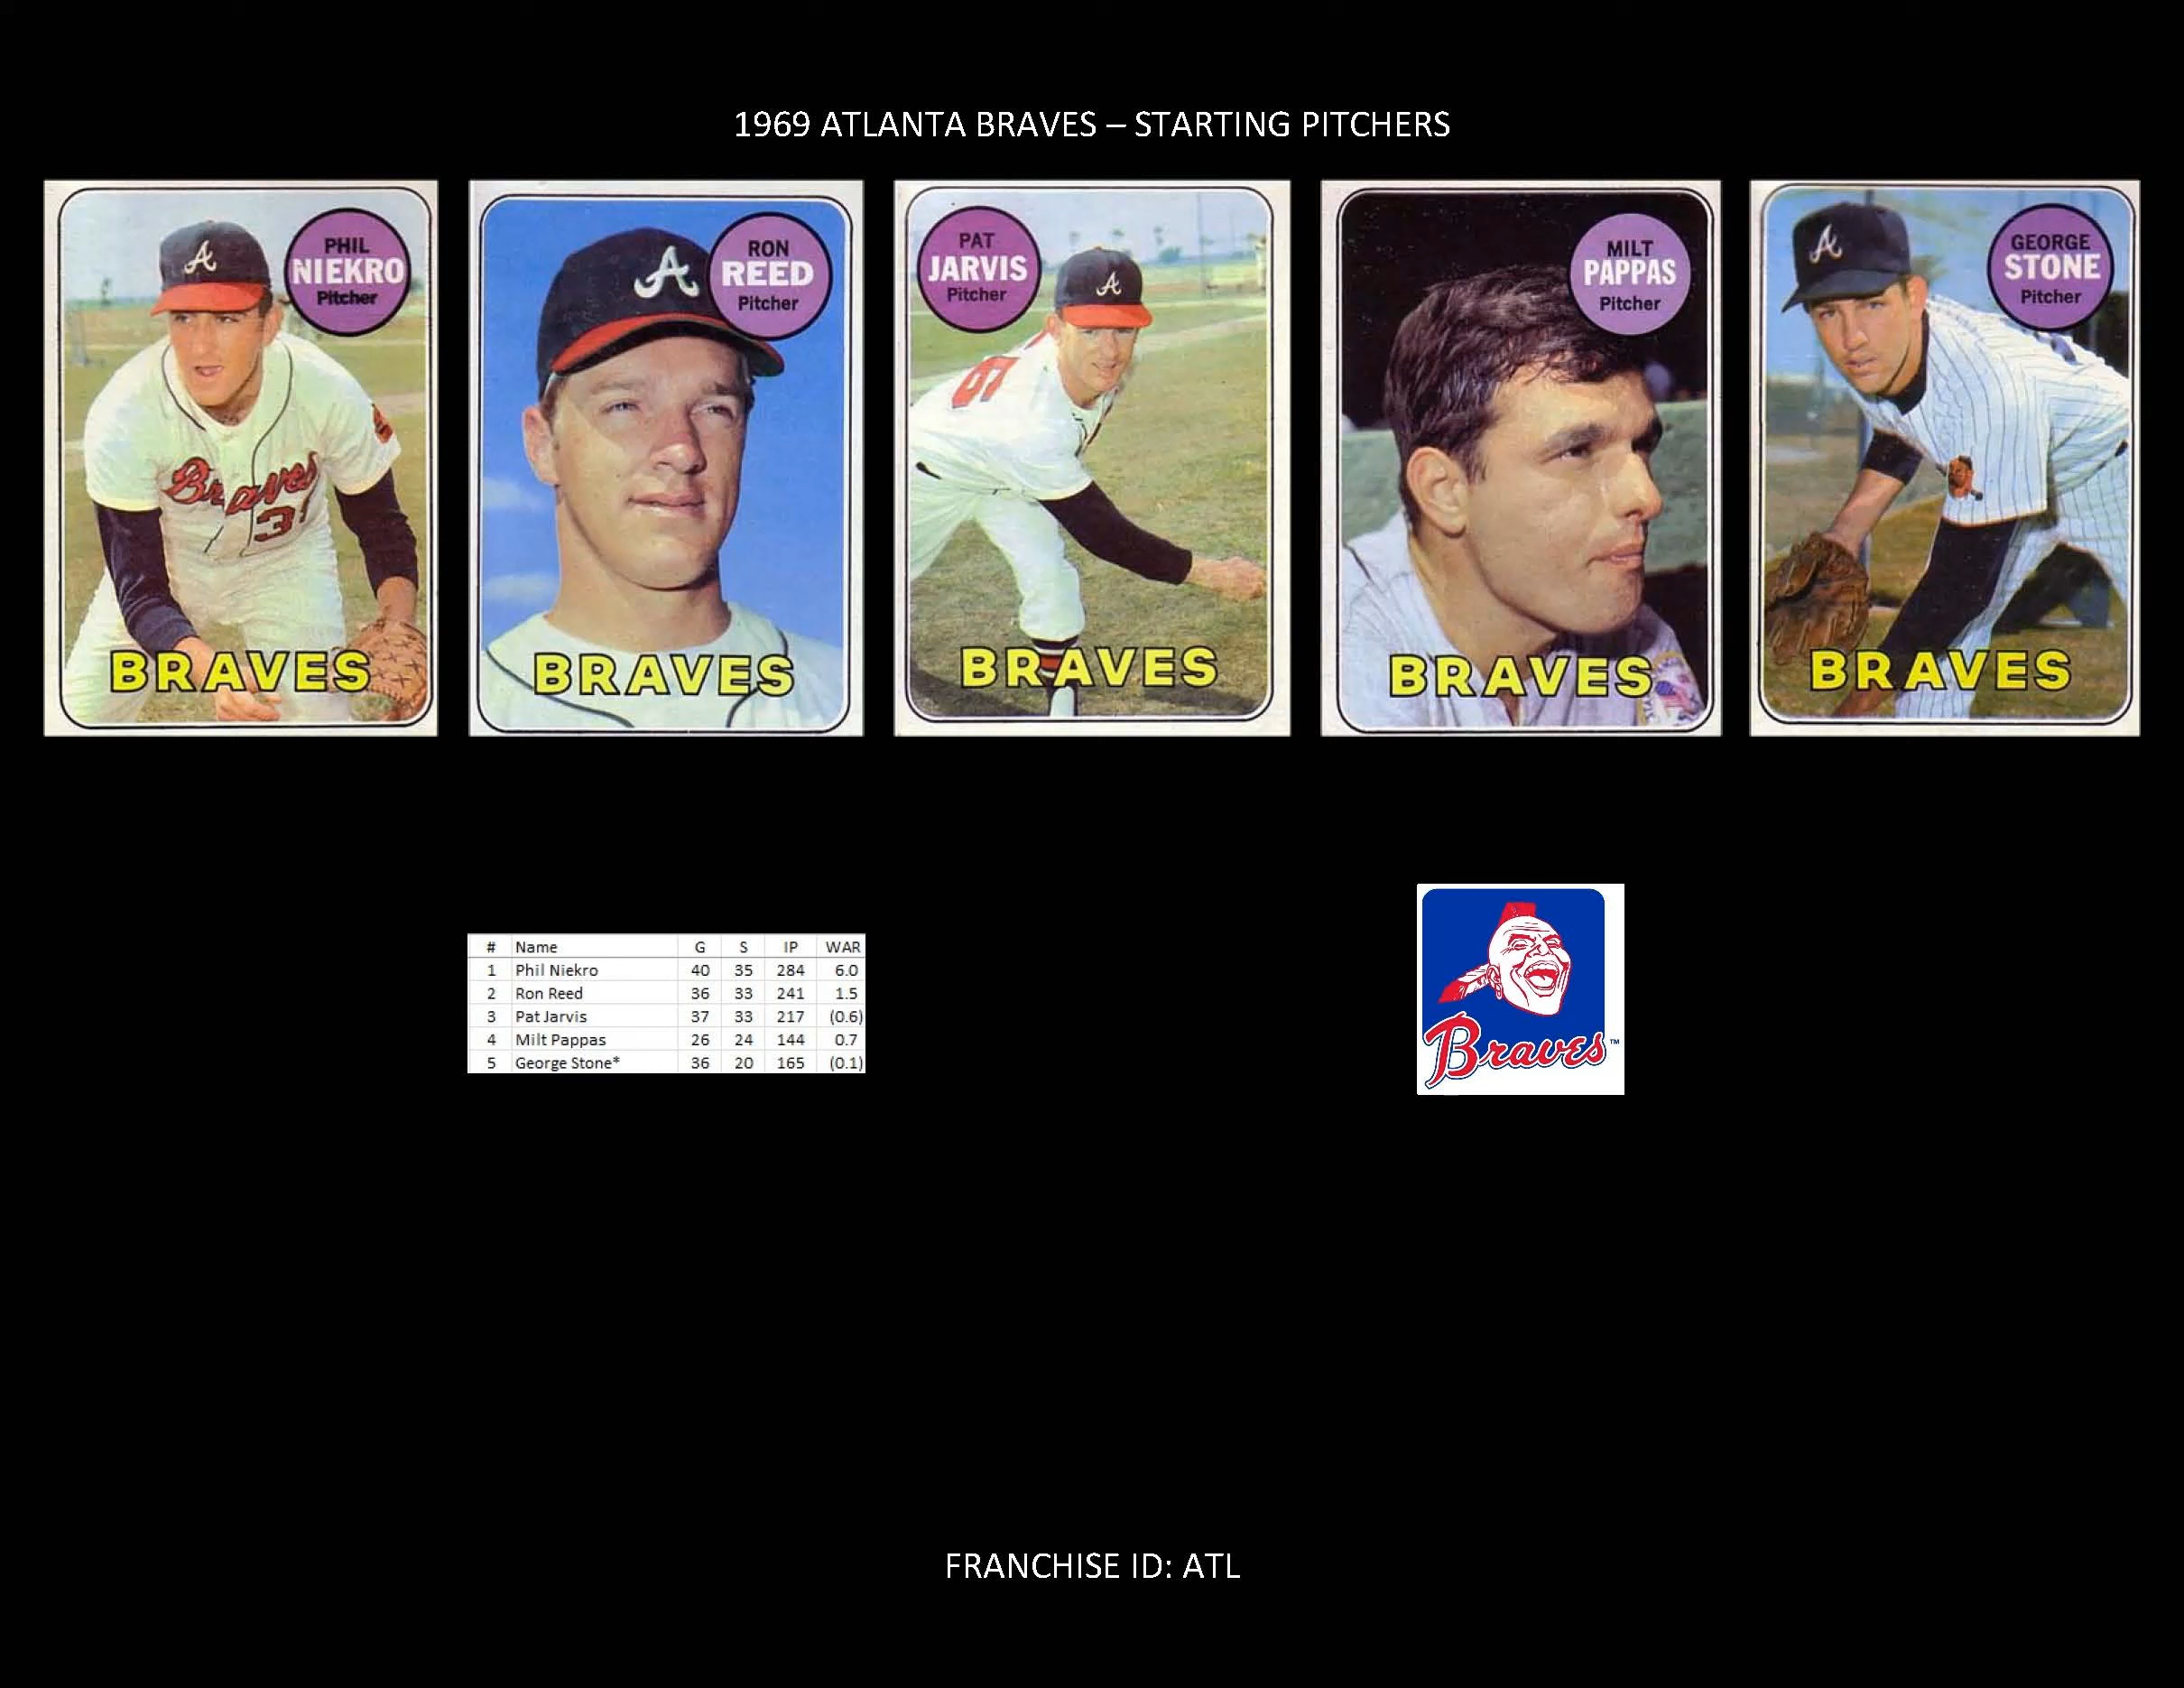 1969 ATLANTA BRAVES – STARTING PITCHERS
PHIL
NIEKRO
Pitcher
Braves
BRAVES
RON
REED
Pitcher
A
BRAVES
PAT
JARVIS
Pitcher
A
6
BRAVES
MILT
PAPPAS
Pitcher
BRAVES
GEORGE
STONE
Pitcher
A
BRAVES
# Name G S IP WAR
1 Phil Niekro 40 35 284 6.0
2 Ron Reed 36 33 241 1.5
3 Pat Jarvis 37 33 217 (0.6)
4 Milt Pappas 26 24 144 0.7
5 George Stone* 36 20 165 (0.1)
Braves™
FRANCHISE ID: ATL